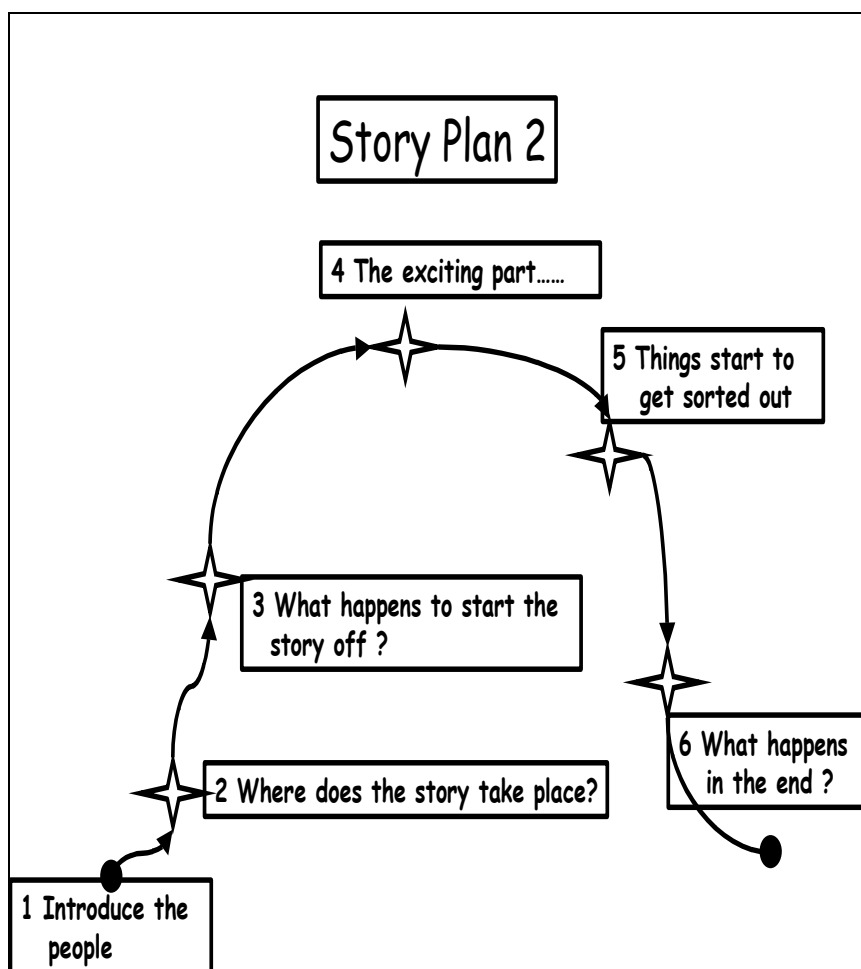 Story Plan 2
4 The exciting part......
5 Things start to
get sorted out
3 What happens to start the
story off ?
6 What happens
in the end ?
2 Where does the story take place?
1 Introduce the
people